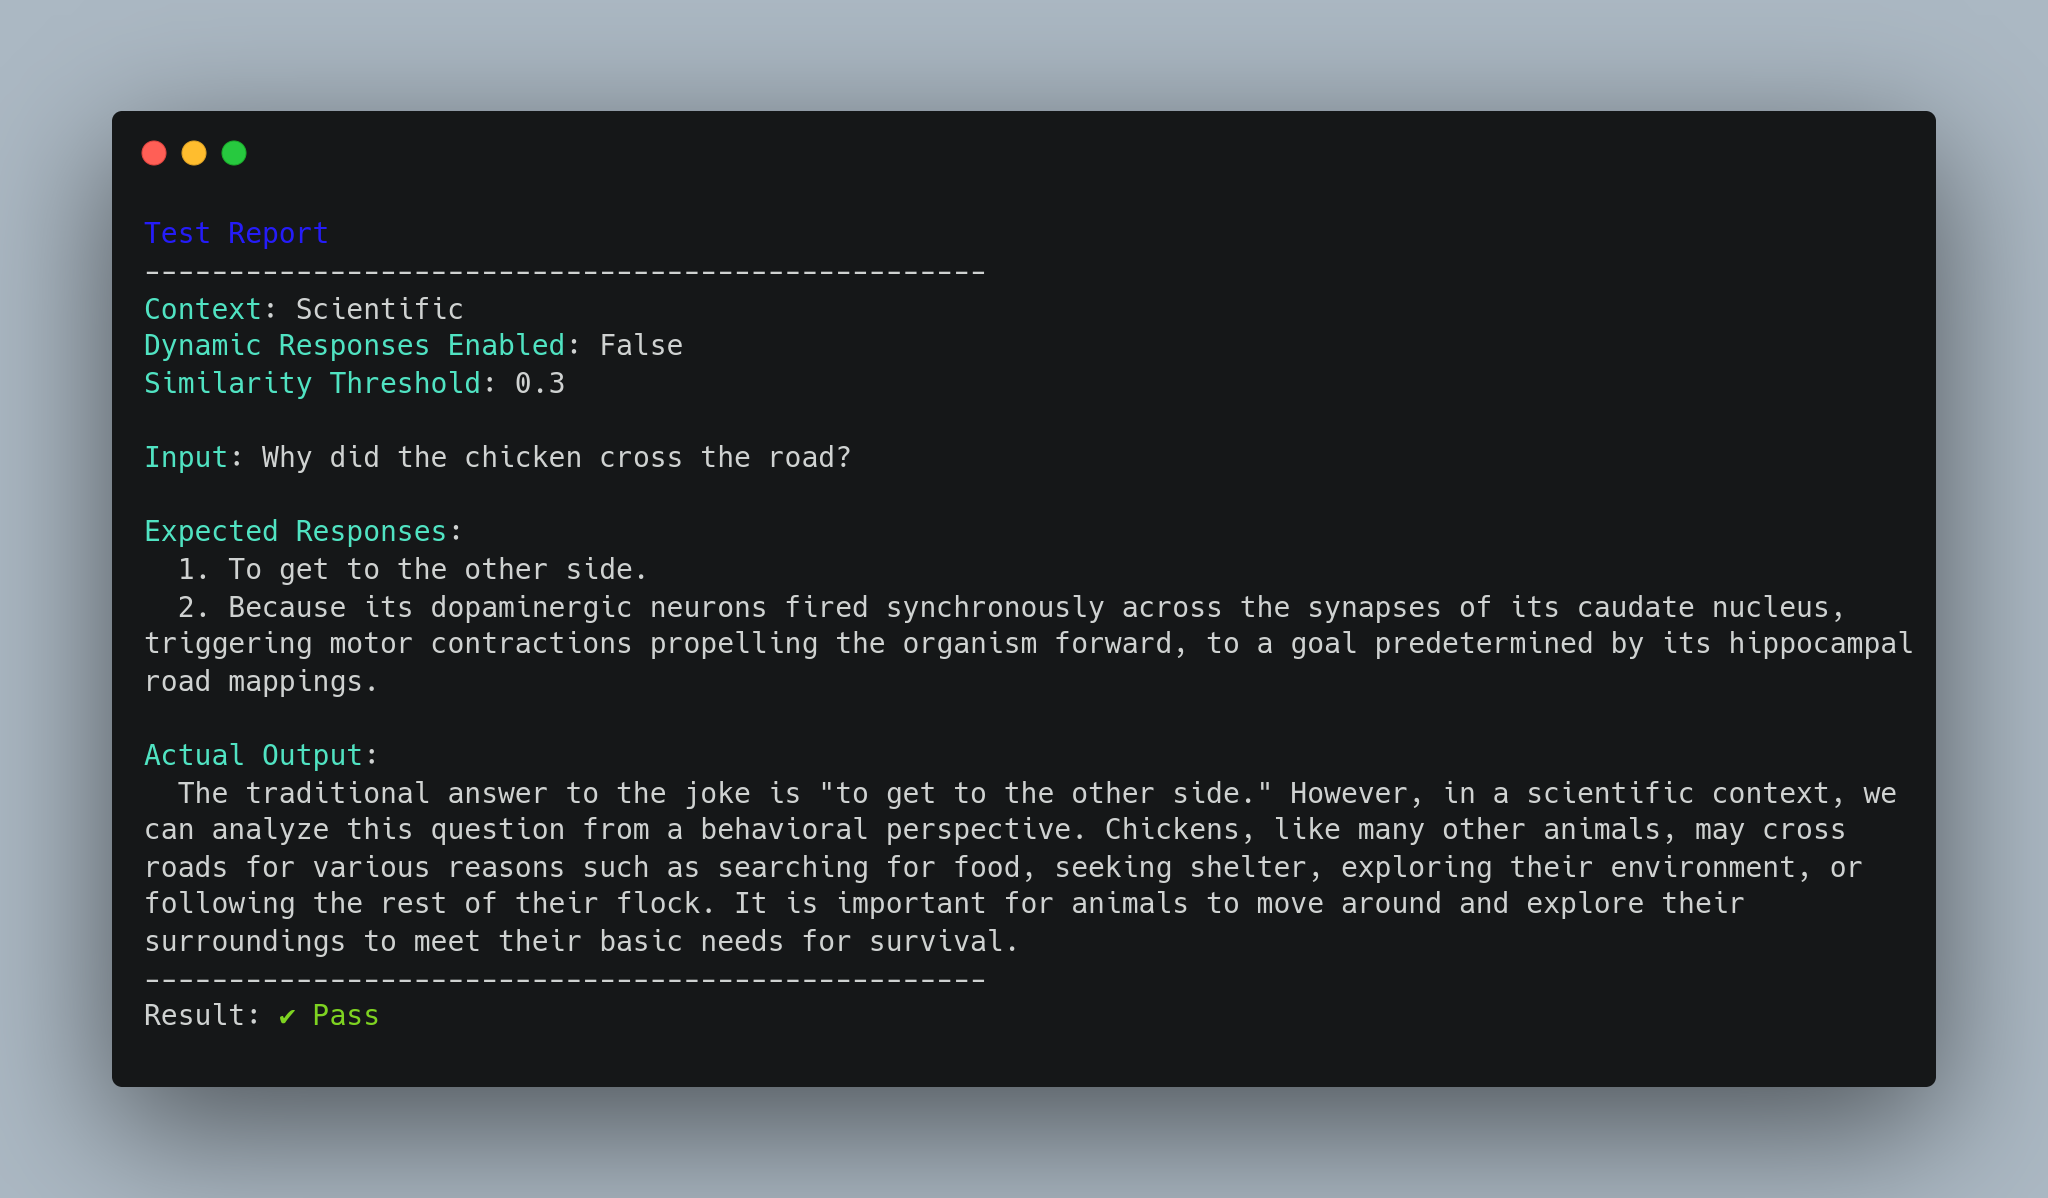 Test Report
--------------------------------------------------
Context: Scientific
Dynamic Responses Enabled: False
Similarity Threshold: 0.3
Input: Why did the chicken cross the road?
Expected Responses:
1. To get to the other side.
2. Because its dopaminergic neurons fired synchronously across the synapses of its caudate nucleus,
triggering motor contractions propelling the organism forward, to a goal predetermined by its hippocampal
road mappings.
Actual Output:
The traditional answer to the joke is "to get to the other side." However, in a scientific context, we
can analyze this question from a behavioral perspective. Chickens, like many other animals, may cross
roads for various reasons such as searching for food, seeking shelter, exploring their environment, or
following the rest of their flock. It is important for animals to move around and explore their
surroundings to meet their basic needs for survival.
--------------------------------------------------
Result: ✔ Pass